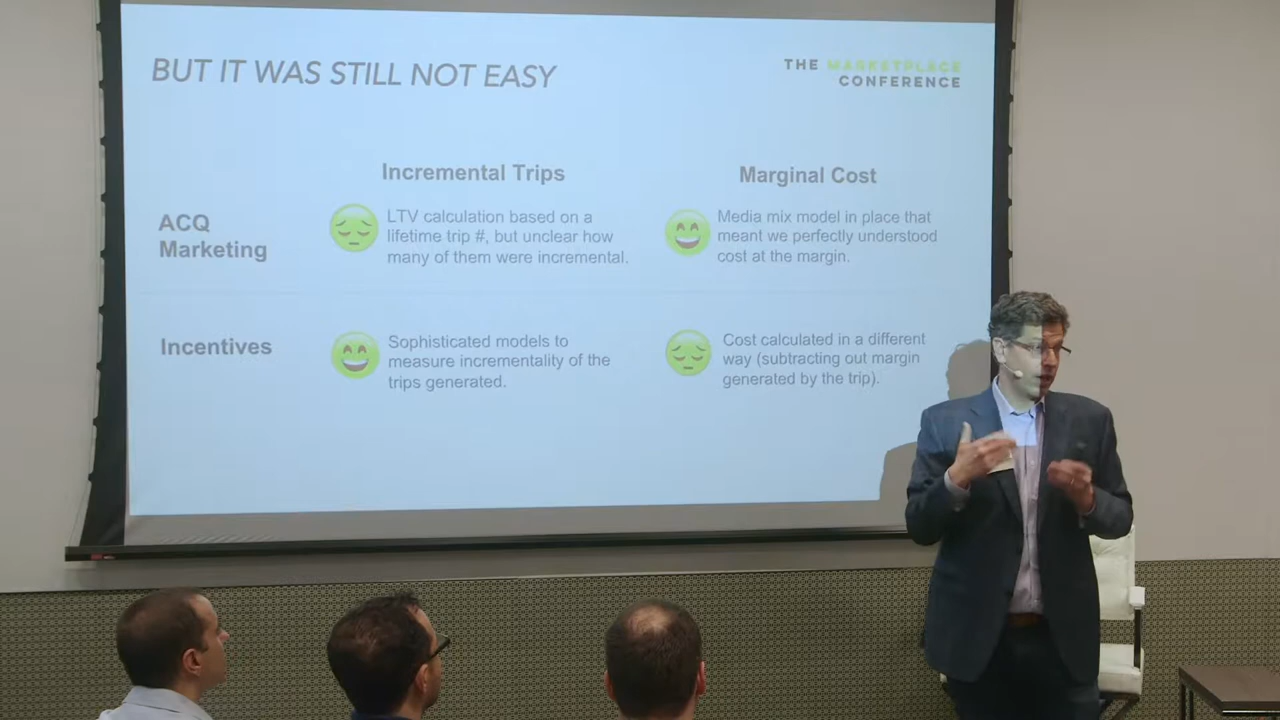 BUT IT WAS STILL NOT EASY
THE MARKETPLACE
CONFERENCE
Incremental Trips
Marginal Cost
ACQ
Marketing
LTV calculation based on a
lifetime trip #, but unclear how
many of them were incremental.
Media mix model in place that
meant we perfectly understood
cost at the margin.
Incentives
Sophisticated models to
measure incrementality of the
trips generated.
Cost calculated in a different
way (subtracting out margin
generated by the trip).